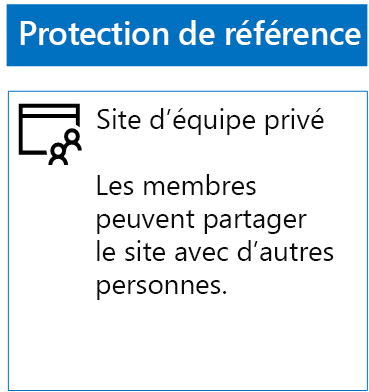 Protection de référence
Site d’équipe privé
Les membres
peuvent partager
le site avec d’autres
personnes.